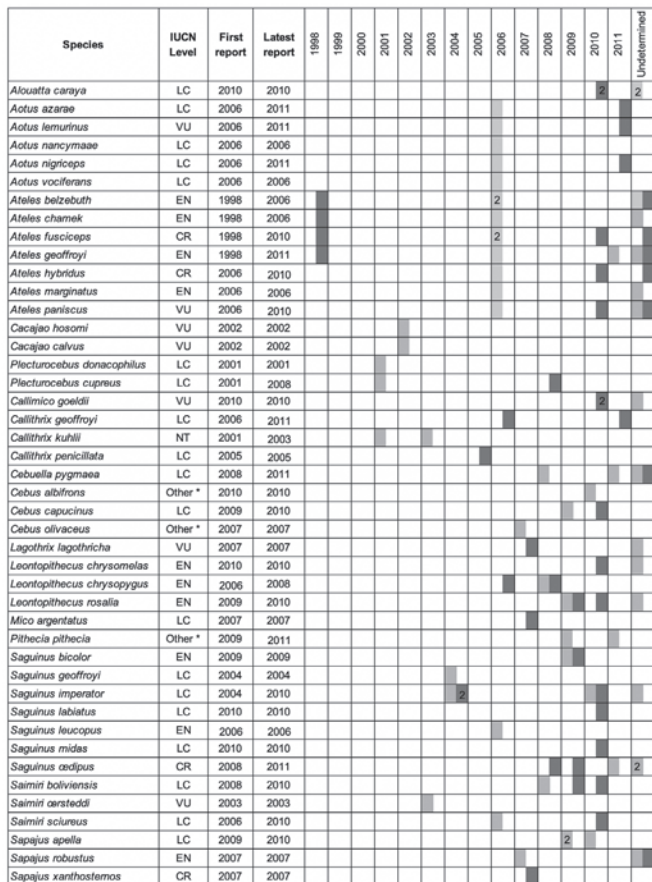 Species IUCN Level First report Latest report 1998 1999 2000 2001 2002 2003 2004 2005 2006 2007 2008 2009 2010 2011 Undetermined
Alouatta caraya LC 2010 2010 2 2
Aotus azarae LC 2006 2011
Aotus lemurinus VU 2006 2011
Aotus nancymaae LC 2006 2006
Aotus nigriceps LC 2006 2011
Aotus vociferans LC 2006 2006
Ateles belzebuth EN 1998 2006 2
Ateles chamek EN 1998 2006
Ateles fusciceps CR 1998 2010 2
Ateles geoffroyi EN 1998 2011
Ateles hybridus CR 2006 2010
Ateles marginatus EN 2006 2006
Ateles paniscus VU 2006 2010
Cacajao hosomi VU 2002 2002
Cacajao calvus VU 2002 2002
Plecturocebus donacophilus LC 2001 2001
Plecturocebus cupreus LC 2001 2008
Callimico goeldii VU 2010 2010 2
Callithrix geoffroyi LC 2006 2011
Callithrix kuhlii NT 2001 2003
Callithrix penicillata LC 2005 2005
Cebuella pygmaea LC 2008 2011
Cebus albifrons Other * 2010 2010
Cebus capucinus LC 2009 2010
Cebus olivaceus Other * 2007 2007
Lagothrix lagothricha VU 2007 2007
Leontopithecus chrysomelas EN 2010 2010
Leontopithecus chrysopygus EN 2006 2008
Leontopithecus rosalia EN 2009 2010
Mico argentatus LC 2007 2007
Pithecia pithecia Other * 2009 2011
Saguinus bicolor EN 2009 2009
Saguinus geoffroyi LC 2004 2004
Saguinus imperator LC 2004 2010 2
Saguinus labiatus LC 2010 2010
Saguinus leucopus EN 2006 2006
Saguinus midas LC 2010 2010
Saguinus œdipus CR 2008 2011 2
Saimiri boliviensis LC 2008 2010
Saimiri œrsteddi VU 2003 2003
Saimiri sciureus LC 2006 2010
Sapajus apella LC 2009 2010 2
Sapajus robustus EN 2007 2007
Sapajus xanthosternos CR 2007 2007